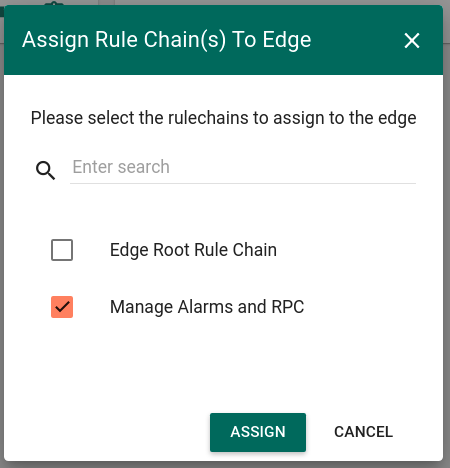 Assign Rule Chain(s) To Edge
Please select the rulechains to assign to the edge
Enter search
Edge Root Rule Chain
Manage Alarms and RPC
ASSIGN CANCEL